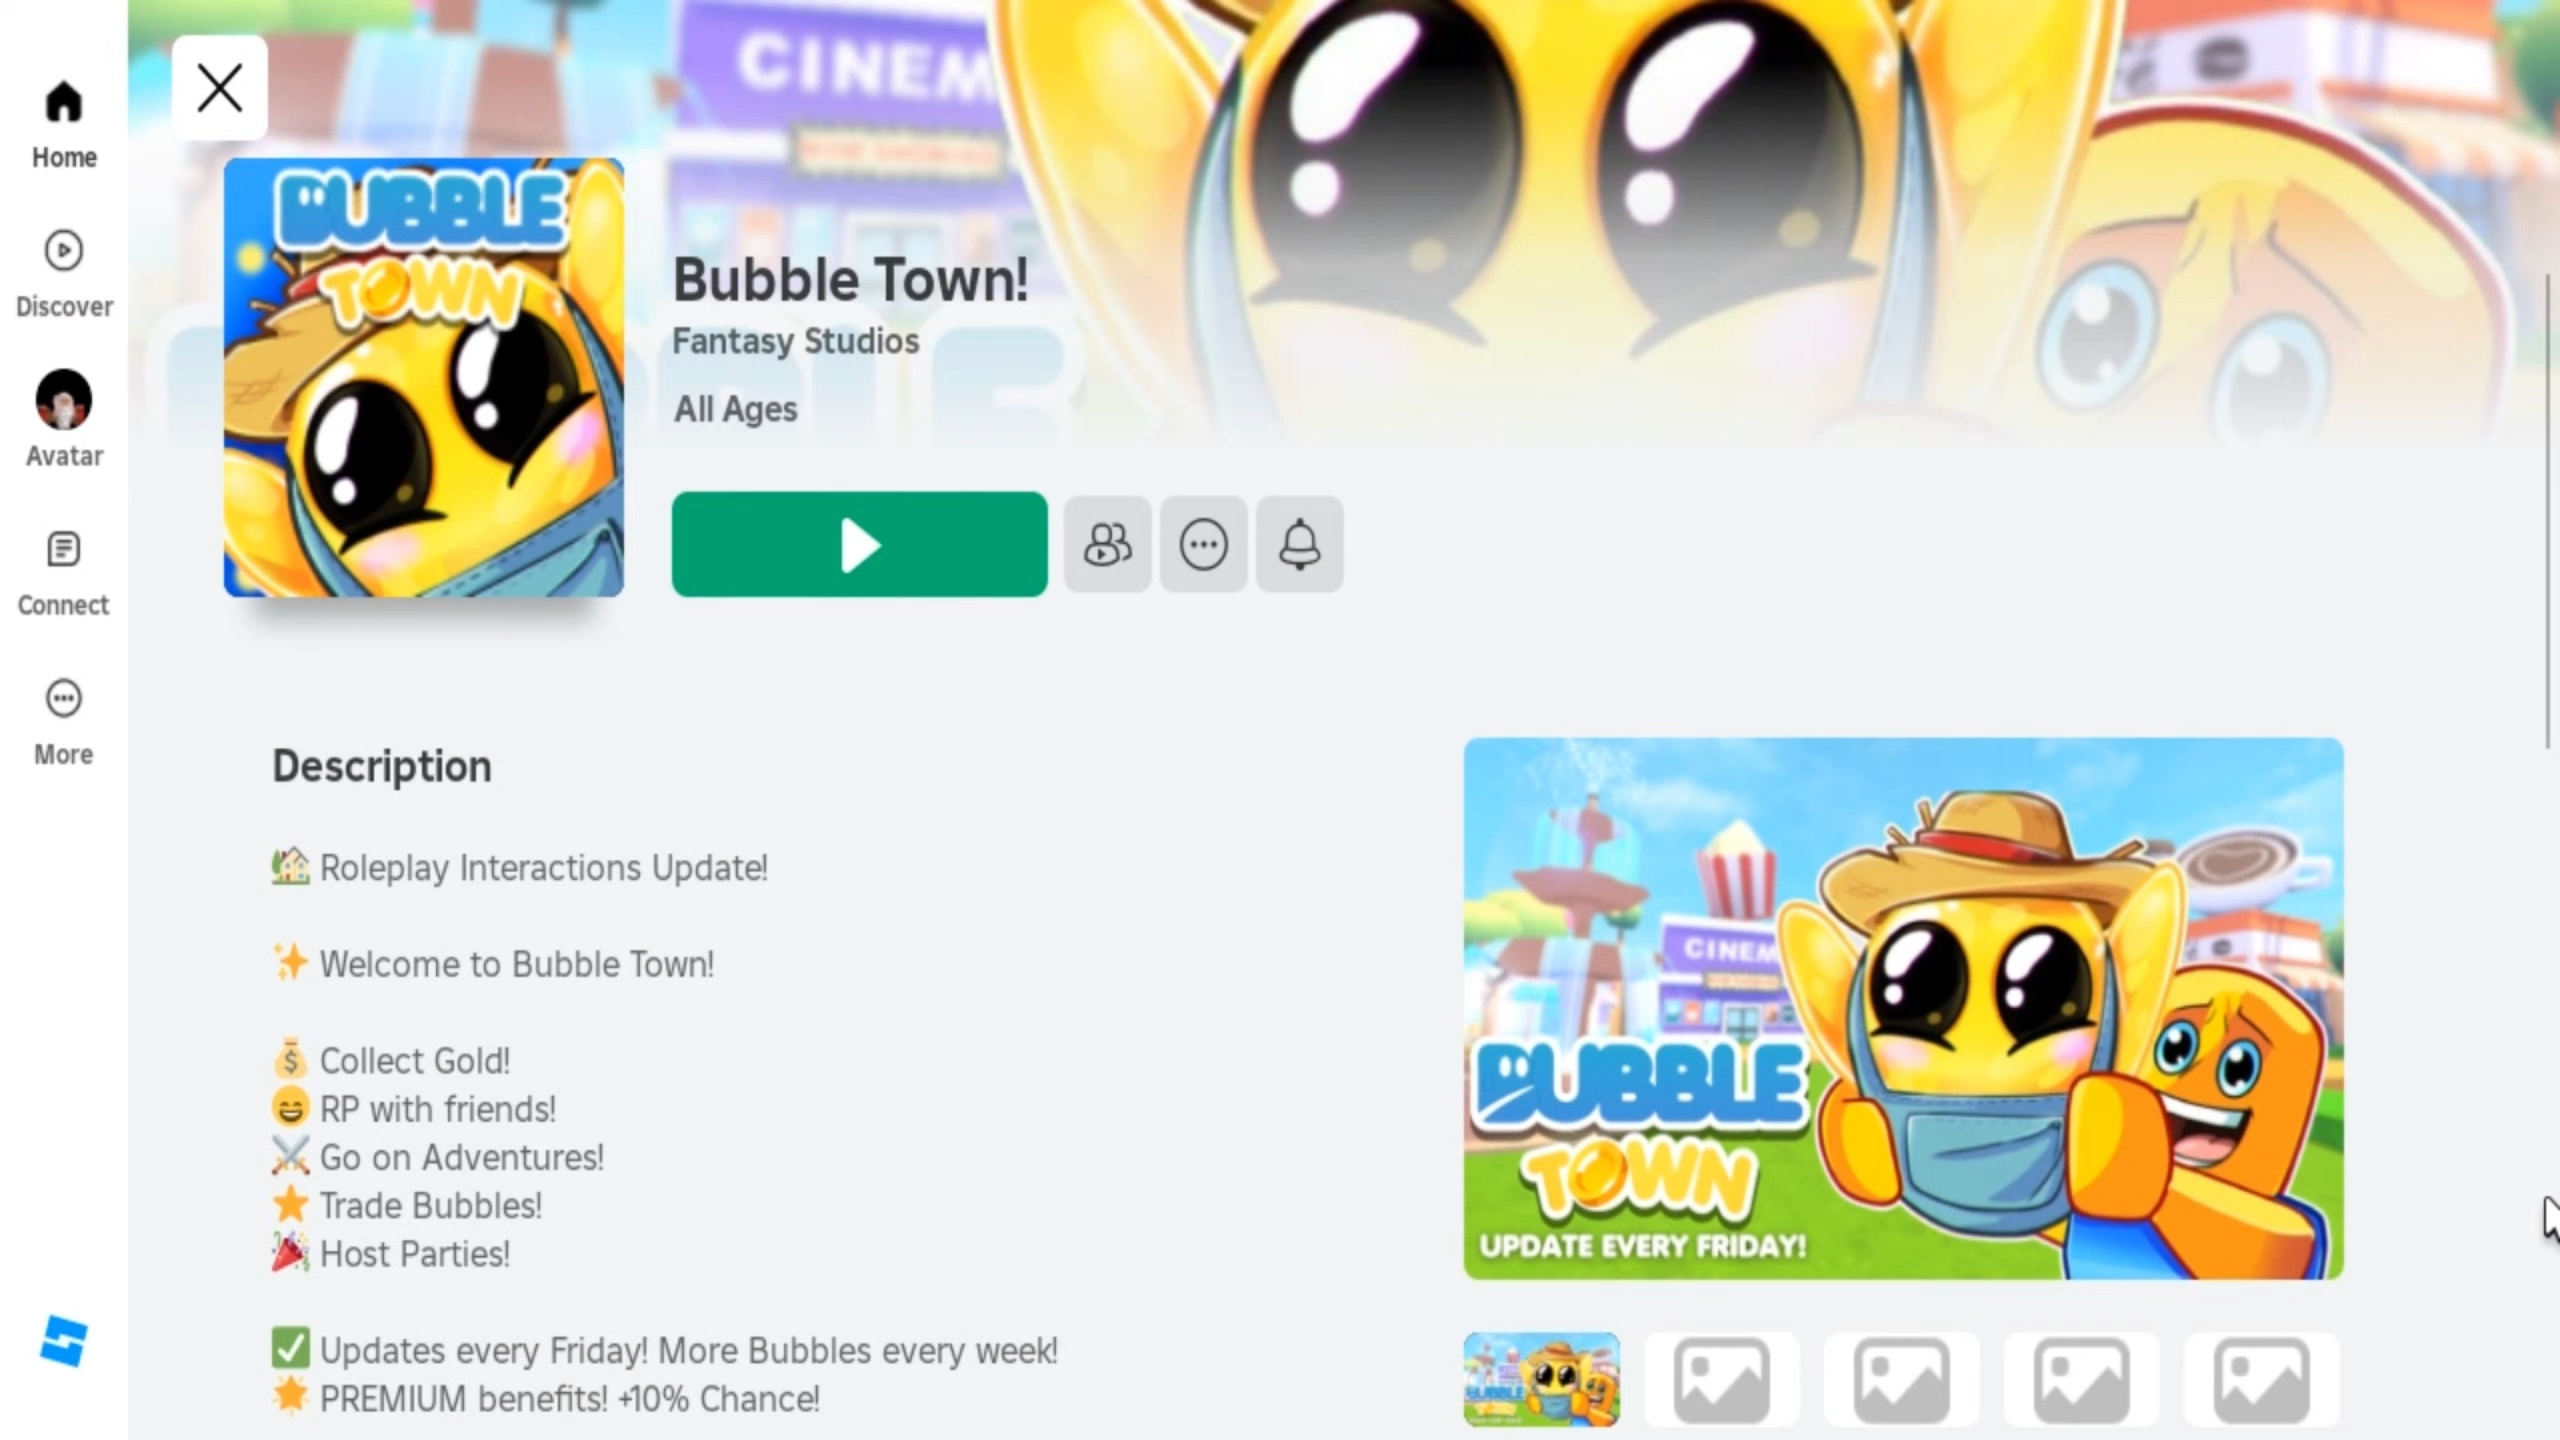 CINEM
Home
Discover
Avatar
Connect
More
BUBBLE
TOWN
Bubble Town!
Fantasy Studios
All Ages
Description
Roleplay Interactions Update!
Welcome to Bubble Town!
Collect Gold!
RP with friends!
Go on Adventures!
Trade Bubbles!
Host Parties!
Updates every Friday! More Bubbles every week!
PREMIUM benefits! +10% Chance!
CINEM
BUBBLE
TOWN
UPDATE EVERY FRIDAY!
BUBBLE
TOWN